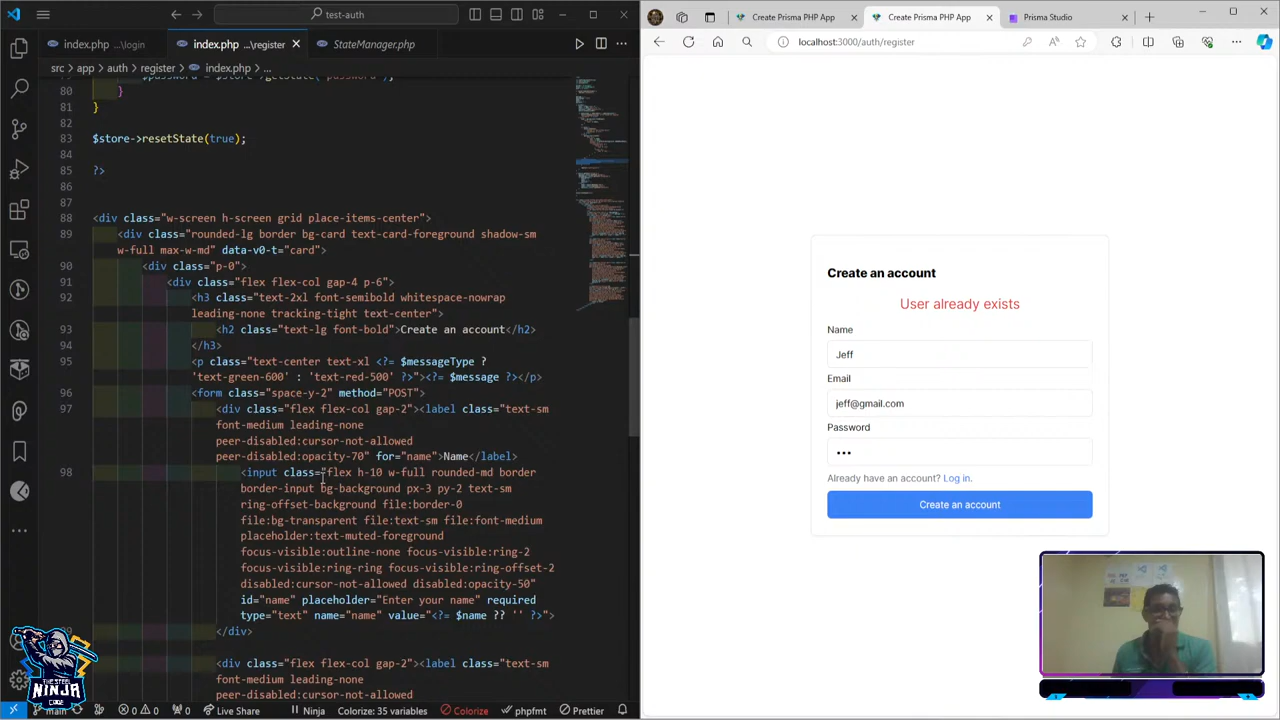 test-auth
index.php ...\login
index.php ...\register
StateManager.php
src > app > auth > register > index.php > ...
80 }
81 }
$store->resetState(true);
84
?>
86
<div class="w-screen h-screen grid place-items-center">
<div class="rounded-lg border bg-card text-card-foreground shadow-sm
w-full max-w-md" data-v0-t="card">
<div class="p-0">
<div class="flex flex-col gap-4 p-6">
<h3 class="text-2xl font-semibold whitespace-nowrap
leading-none tracking-tight text-center">
93 <h2 class="text-lg font-bold">Create an account</h2>
94 </h3>
95 <p class="text-center text-xl <?= $messageType ?
'text-green-600' : 'text-red-500' ?>"><?= $message ?></p>
96 <form class="space-y-2" method="POST">
97 <div class="flex flex-col gap-2"><label class="text-sm
font-medium leading-none
peer-disabled:cursor-not-allowed
peer-disabled:opacity-70" for="name">Name</label>
98 <input class="flex h-10 w-full rounded-md border
border-input bg-background px-3 py-2 text-sm
ring-offset-background file:border-0
file:bg-transparent file:text-sm file:font-medium
placeholder:text-muted-foreground
focus-visible:outline-none focus-visible:ring-2
focus-visible:ring-ring focus-visible:ring-offset-2
disabled:cursor-not-allowed disabled:opacity-50"
id="name" placeholder="Enter your name" required
type="text" name="name" value="<?= $name ?? '' ?>">
</div>
<div class="flex flex-col gap-2"><label class="text-sm
font-medium leading-none
peer-disabled:cursor-not-allowed
NINJA
CODE
main 0 0 0 Live Share Ninja Colorize: 35 variables Colorize phpfmt Prettier
Create Prisma PHP App
Create Prisma PHP App
Prisma Studio
localhost:3000/auth/register
Create an account
User already exists
Name
Jeff
Email
jeff@gmail.com
Password
•••
Already have an account? Log in.
Create an account